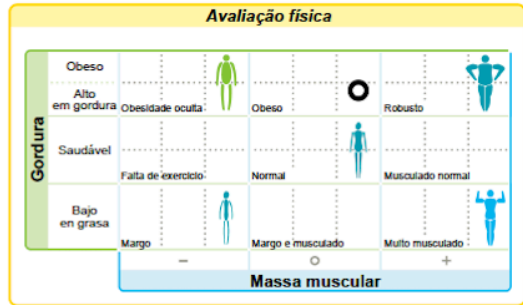 Avaliação física
Gordura
Obeso
Alto
em gordura
Obesidade oculta
Obeso
Robusto
Saudável
Falta de exercicio
Normal
Musculado normal
Bajo
en grasa
Margo
Margo e musculado
Muito musculado
− o +
Massa muscular